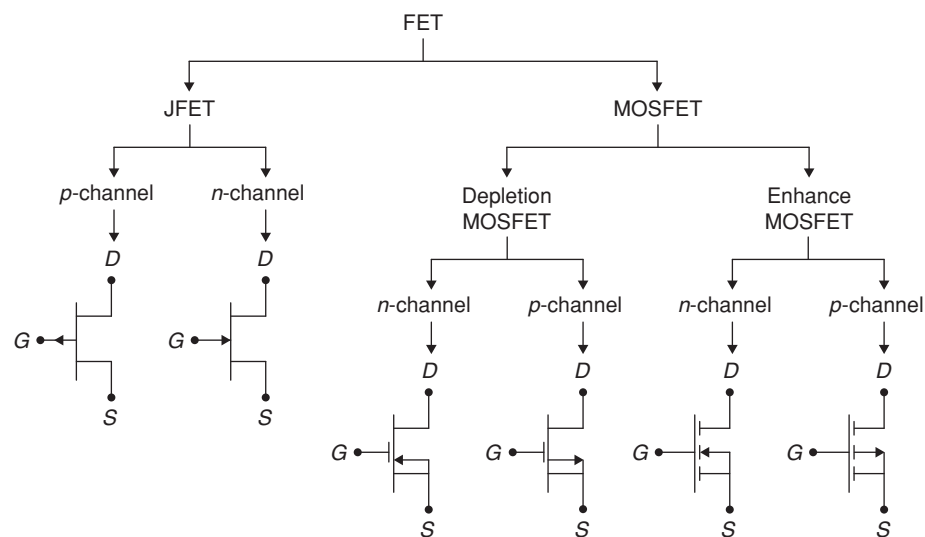 FET
JFET
MOSFET
p-channel
n-channel
Depletion
MOSFET
Enhance
MOSFET
D
D
n-channel
p-channel
n-channel
p-channel
G
G
D
D
D
D
S
S
G
G
G
G
S
S
S
S